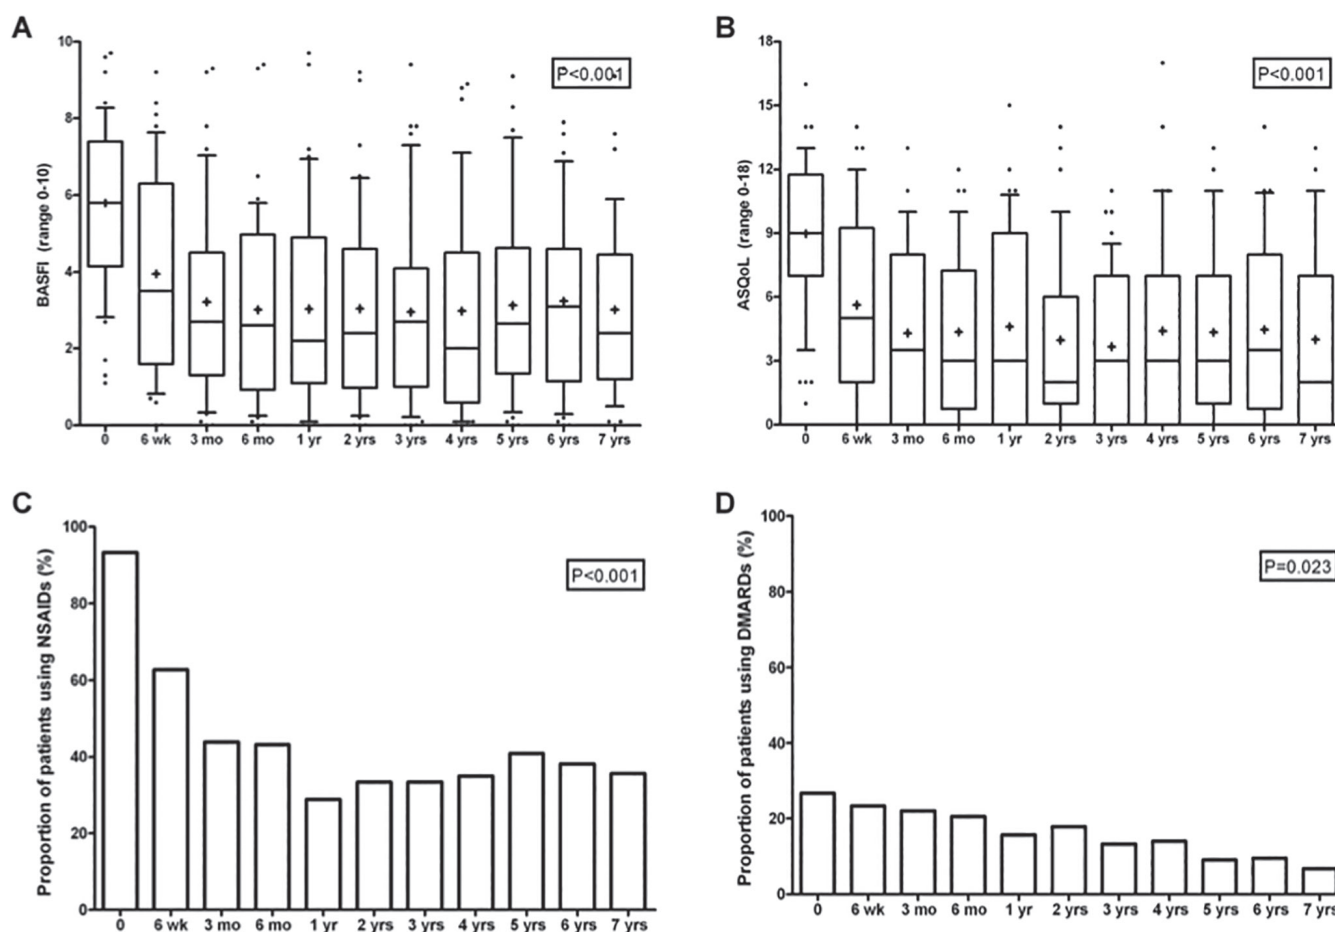 A
BASFI (range 0-10)
10
8
6
4
2
0
P<0.001
0 6 wk 3 mo 6 mo 1 yr 2 yrs 3 yrs 4 yrs 5 yrs 6 yrs 7 yrs
B
ASQoL (range 0-18)
18
15
12
9
6
3
0
P<0.001
0 6 wk 3 mo 6 mo 1 yr 2 yrs 3 yrs 4 yrs 5 yrs 6 yrs 7 yrs
C
Proportion of patients using NSAIDs (%)
100
80
60
40
20
0
P<0.001
0 6 wk 3 mo 6 mo 1 yr 2 yrs 3 yrs 4 yrs 5 yrs 6 yrs 7 yrs
D
Proportion of patients using DMARDs (%)
100
80
60
40
20
0
P=0.023
0 6 wk 3 mo 6 mo 1 yr 2 yrs 3 yrs 4 yrs 5 yrs 6 yrs 7 yrs